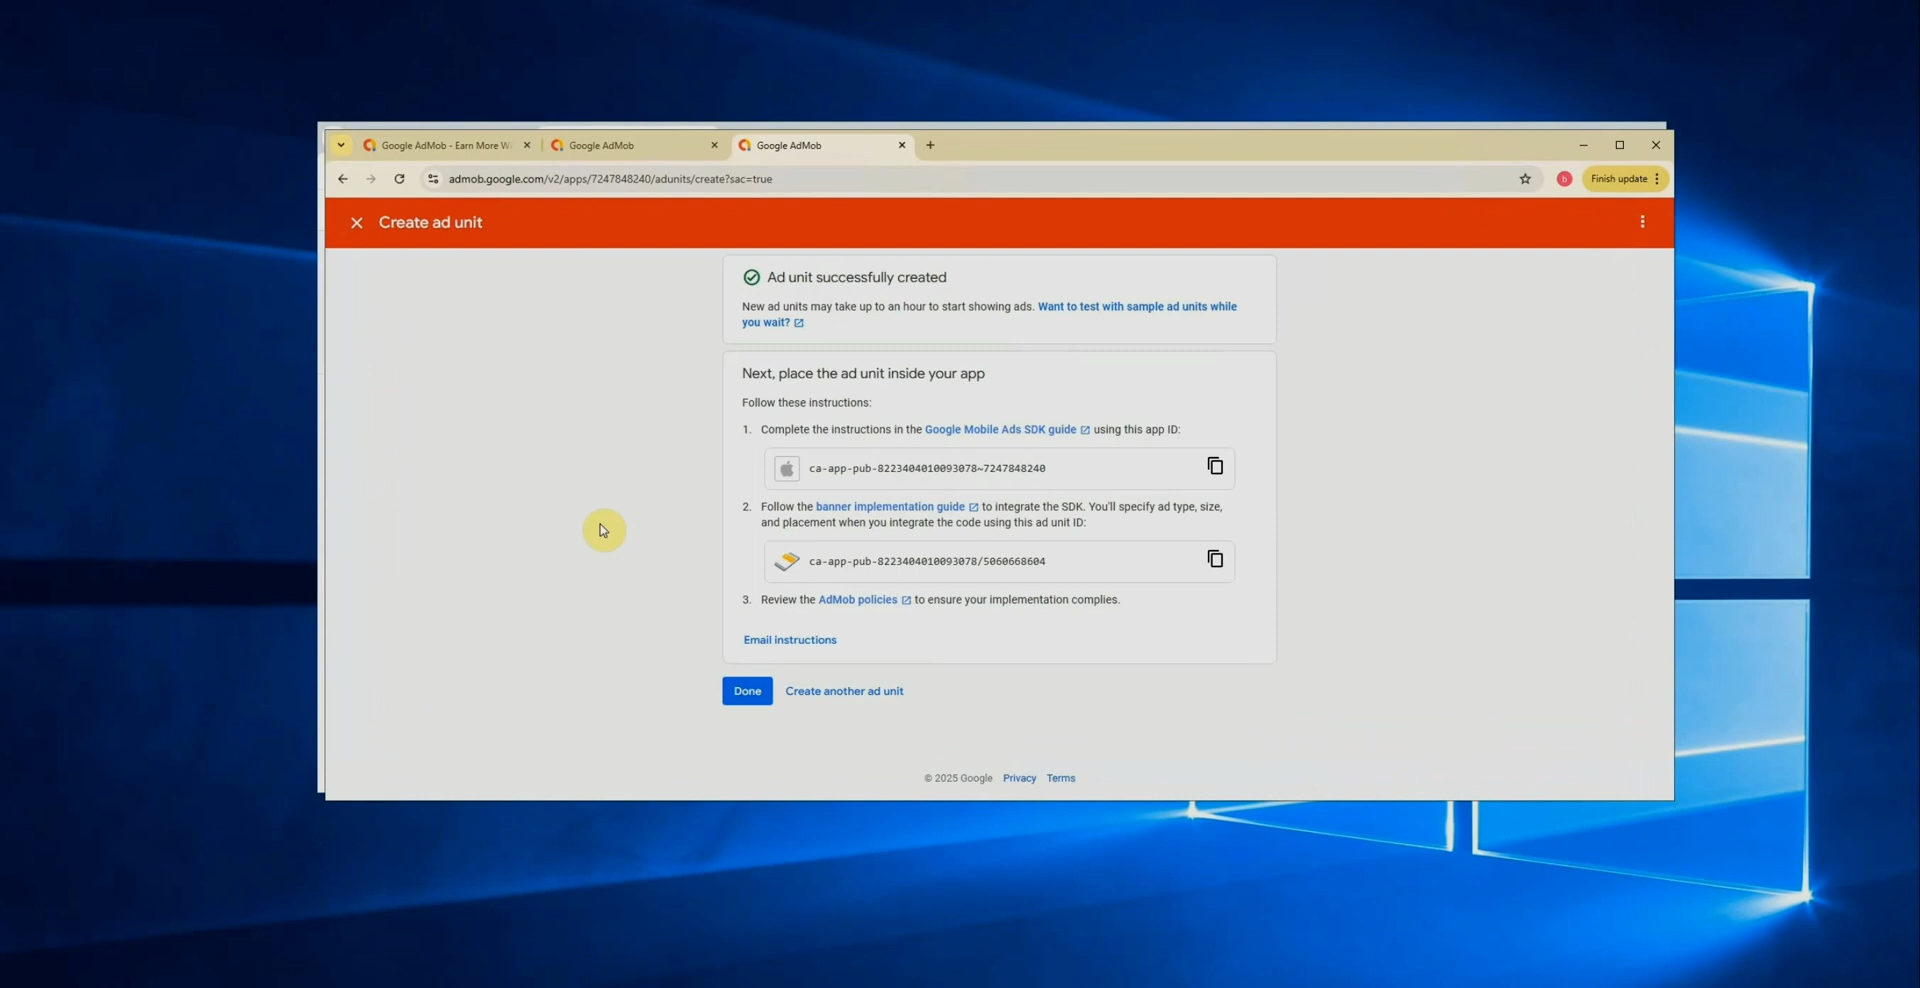 Google AdMob - Earn More Wi
Google AdMob
Google AdMob
admob.google.com/v2/apps/7247848240/adunits/create?sac=true
b
Finish update
Create ad unit
Ad unit successfully created
New ad units may take up to an hour to start showing ads. Want to test with sample ad units while
you wait?
Next, place the ad unit inside your app
Follow these instructions:
1. Complete the instructions in the Google Mobile Ads SDK guide using this app ID:
ca-app-pub-8223404010093078~7247848240
2. Follow the banner implementation guide to integrate the SDK. You'll specify ad type, size,
and placement when you integrate the code using this ad unit ID:
ca-app-pub-8223404010093078/5060668604
3. Review the AdMob policies to ensure your implementation complies.
Email instructions
Done Create another ad unit
© 2025 Google Privacy Terms